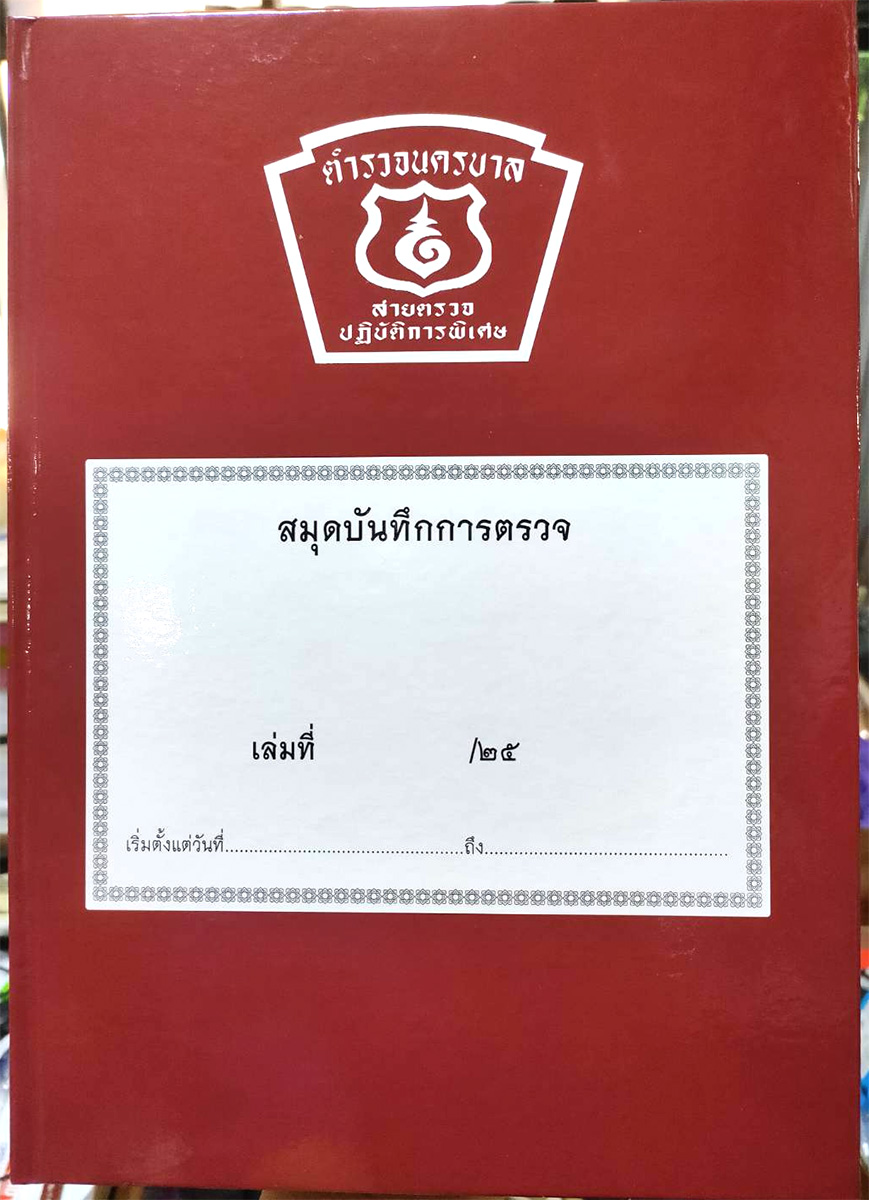 ตำรวจนครบาล
สายตรวจ
ปฏิบัติการพิเศษ
สมุดบันทึกการตรวจ
เล่มที่ /๒๕
เริ่มตั้งแต่วันที่................................................ถึง.................................................